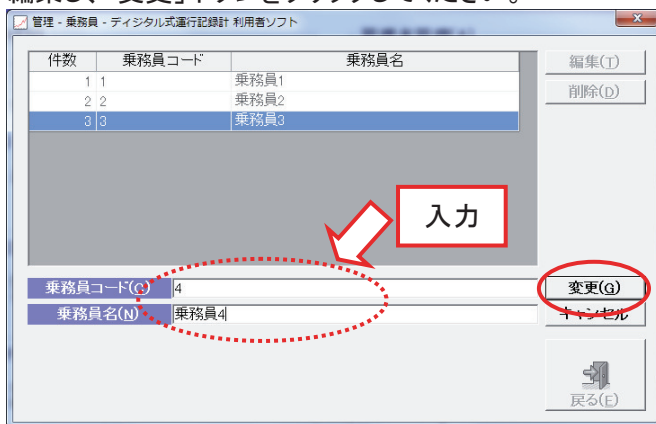 編集し、「変更」ボタンをクリックしてください。
管理 - 乗務員 - ディジタル式運行記録計 利用者ソフト
件数 乗務員コード 乗務員名
1 1 乗務員1
2 2 乗務員2
3 3 乗務員3
編集(T)
削除(D)
入力
乗務員コード(C) 4
変更(G)
乗務員名(N) 乗務員4
キャンセル
戻る(E)